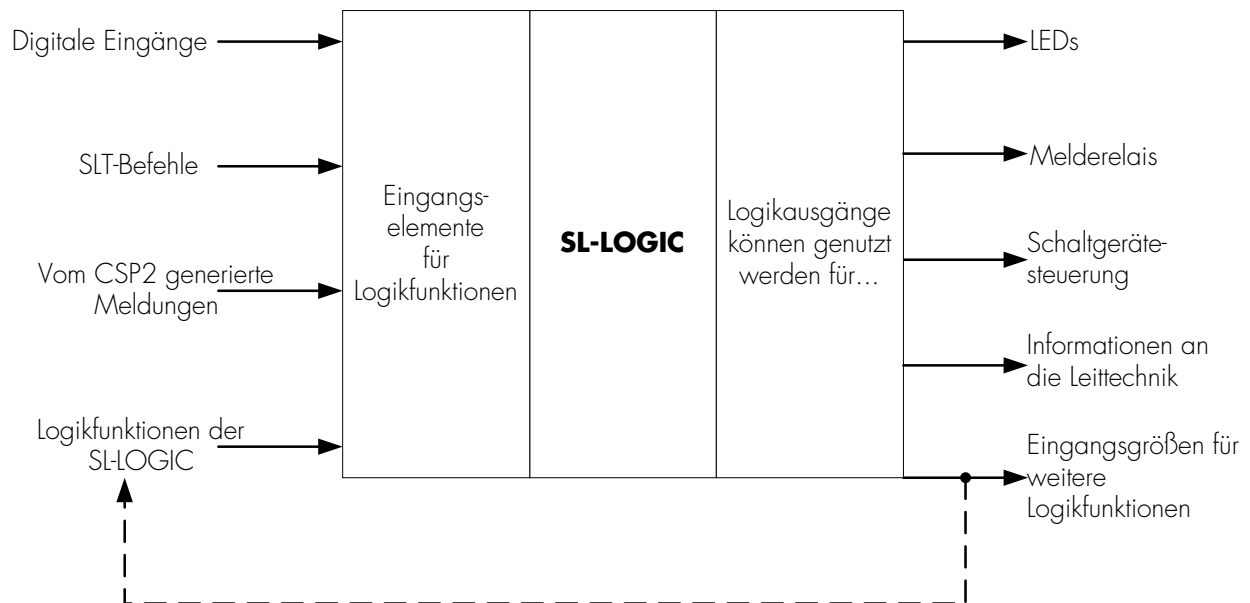 Digitale Eingänge
SLT-Befehle
Vom CSP2 generierte
Meldungen
Logikfunktionen der
SL-LOGIC
Eingangs-
elemente
für
Logikfunktionen
SL-LOGIC
Logikausgänge
können genutzt
werden für...
LEDs
Melderelais
Schaltgeräte-
steuerung
Informationen an
die Leittechnik
Eingangsgrößen für
weitere
Logikfunktionen